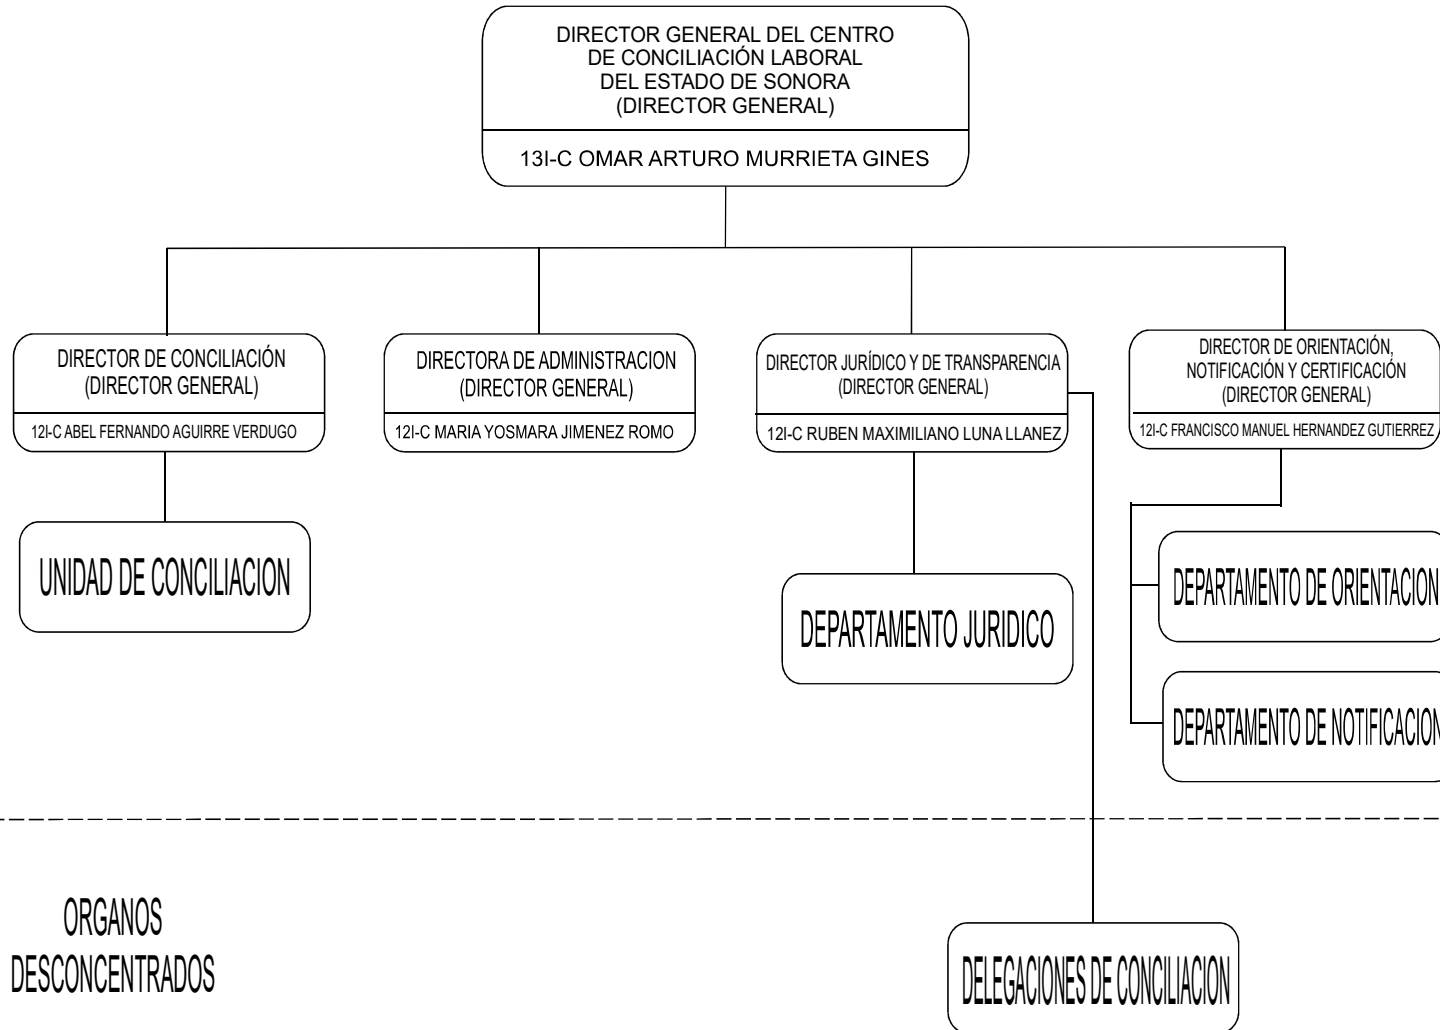 DIRECTOR GENERAL DEL CENTRO
DE CONCILIACIÓN LABORAL
DEL ESTADO DE SONORA
(DIRECTOR GENERAL)
13I-C OMAR ARTURO MURRIETA GINES
DIRECTOR DE CONCILIACIÓN
(DIRECTOR GENERAL)
12I-C ABEL FERNANDO AGUIRRE VERDUGO
DIRECTORA DE ADMINISTRACION
(DIRECTOR GENERAL)
12I-C MARIA YOSMARA JIMENEZ ROMO
DIRECTOR JURÍDICO Y DE TRANSPARENCIA
(DIRECTOR GENERAL)
12I-C RUBEN MAXIMILIANO LUNA LLANEZ
DIRECTOR DE ORIENTACIÓN,
NOTIFICACIÓN Y CERTIFICACIÓN
(DIRECTOR GENERAL)
12I-C FRANCISCO MANUEL HERNANDEZ GUTIERREZ
UNIDAD DE CONCILIACION
DEPARTAMENTO JURIDICO
DEPARTAMENTO DE ORIENTACION
DEPARTAMENTO DE NOTIFICACION
ORGANOS
DESCONCENTRADOS
DELEGACIONES DE CONCILIACION